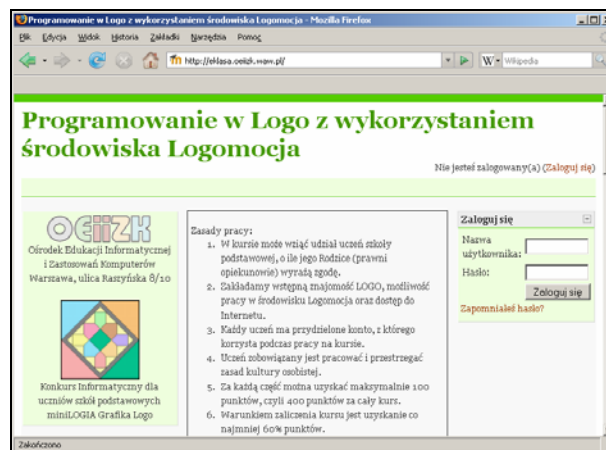 Programowanie w Logo z wykorzystaniem środowiska Logomocja - Mozilla Firefox
Plik Edycja Widok Historia Zakładki Narzędzia Pomoc
http://eklasa.oeiizk.waw.pl/
W Wikipedia
Programowanie w Logo z wykorzystaniem
środowiska Logomocja
Nie jesteś zalogowany(a) (Zaloguj się)
OEIiZK
Ośrodek Edukacji Informatycznej
i Zastosowań Komputerów
Warszawa, ulica Raszyńska 8/10
Konkurs Informatyczny dla
uczniów szkół podstawowych
miniLOGIA Grafika Logo
Zasady pracy:
1. W kursie może wziąć udział uczeń szkoły
podstawowej, o ile jego Rodzice (prawni
opiekunowie) wyrażą zgodę.
2. Zakładamy wstępną znajomość LOGO, możliwość
pracy w środowisku Logomocja oraz dostęp do
Internetu.
3. Każdy uczeń ma przydzielone konto, z którego
korzysta podczas pracy na kursie.
4. Uczeń zobowiązany jest pracować i przestrzegać
zasad kultury osobistej.
5. Za każdą część można uzyskać maksymalnie 100
punktów, czyli 400 punktów za cały kurs.
6. Warunkiem zaliczenia kursu jest uzyskanie co
najmniej 60% punktów.
Zaloguj się
Nazwa
użytkownika:
Hasło:
Zaloguj się
Zapomniałeś hasło?
Zakończono